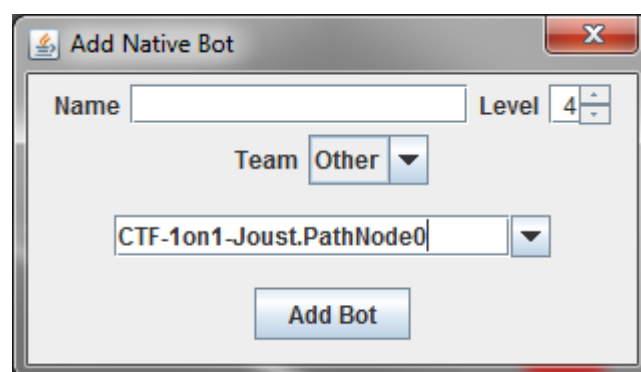 Add Native Bot
Name Level 4
Team Other
CTF-1on1-Joust.PathNode0
Add Bot